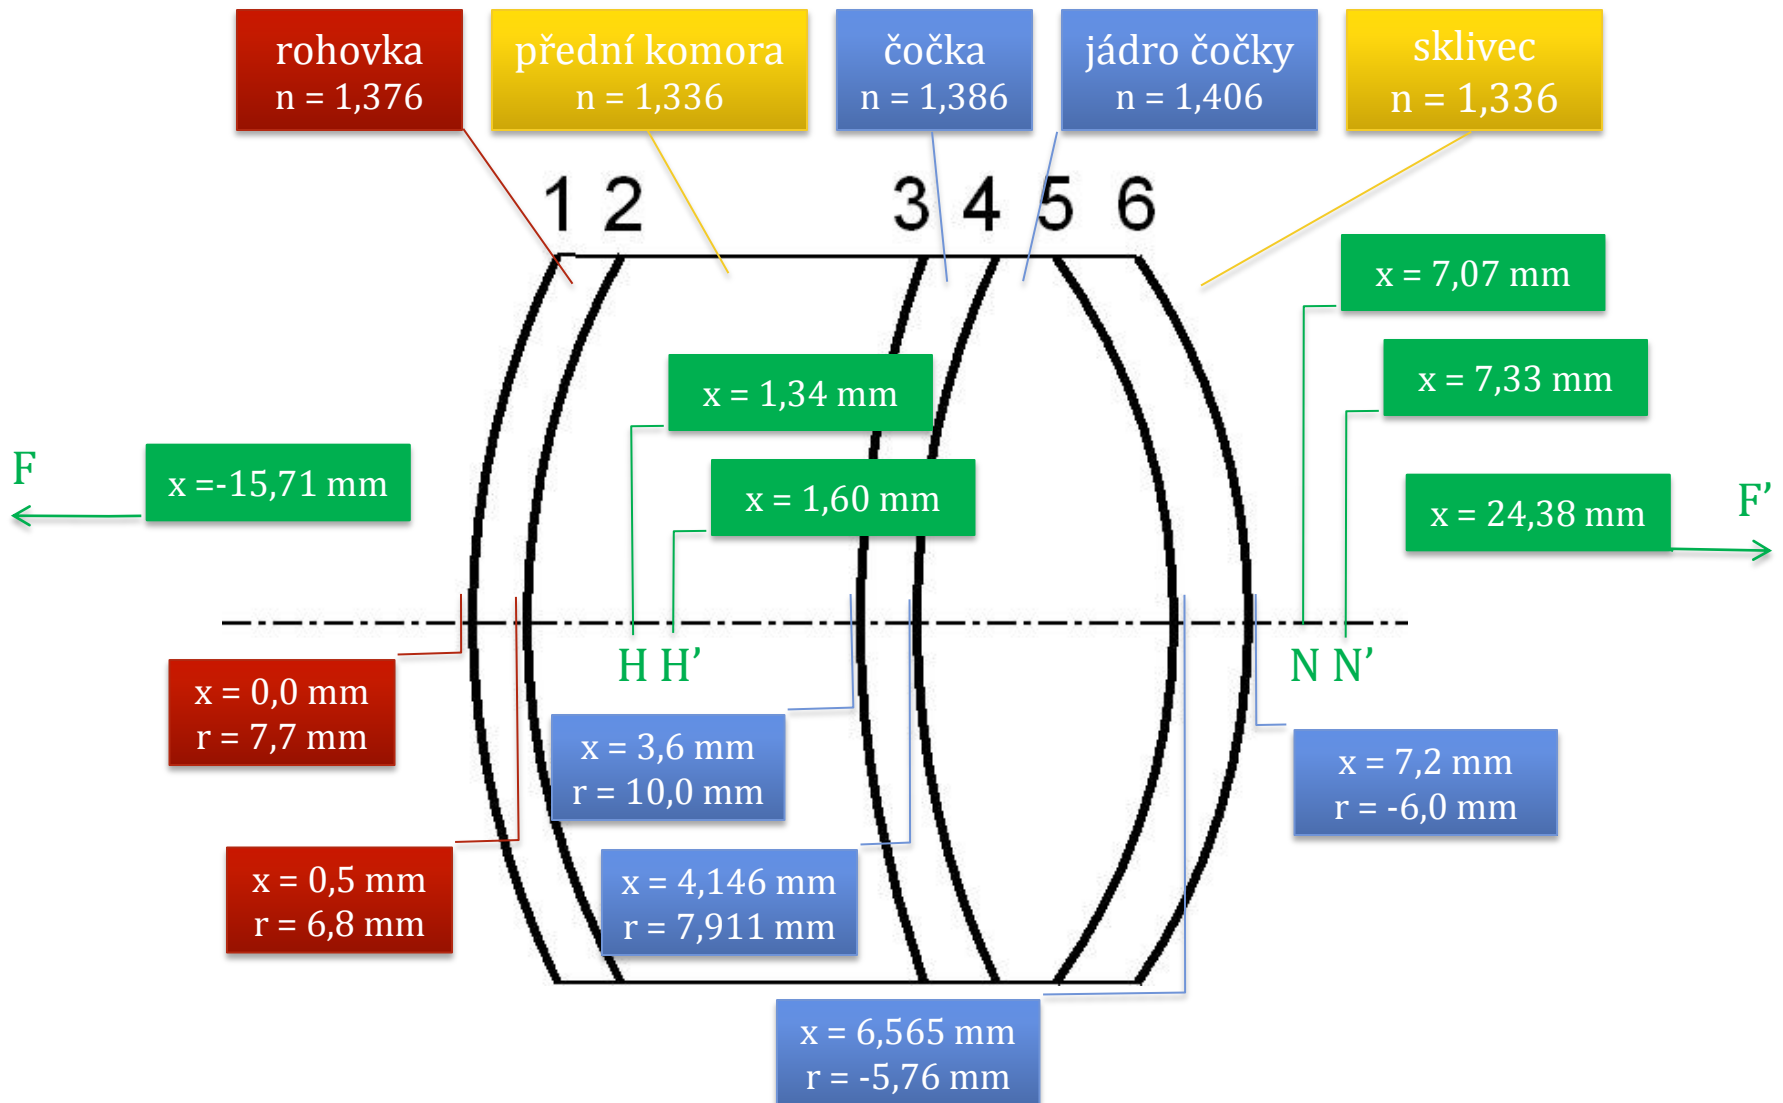 rohovka
n = 1,376
přední komora
n = 1,336
čočka
n = 1,386
jádro čočky
n = 1,406
sklivec
n = 1,336
1 2 3 4 5 6
x = 7,07 mm
x = 7,33 mm
x = 1,34 mm
F
x =-15,71 mm
x = 1,60 mm
x = 24,38 mm
F’
H H’
N N’
x = 0,0 mm
r = 7,7 mm
x = 3,6 mm
r = 10,0 mm
x = 7,2 mm
r = -6,0 mm
x = 0,5 mm
r = 6,8 mm
x = 4,146 mm
r = 7,911 mm
x = 6,565 mm
r = -5,76 mm